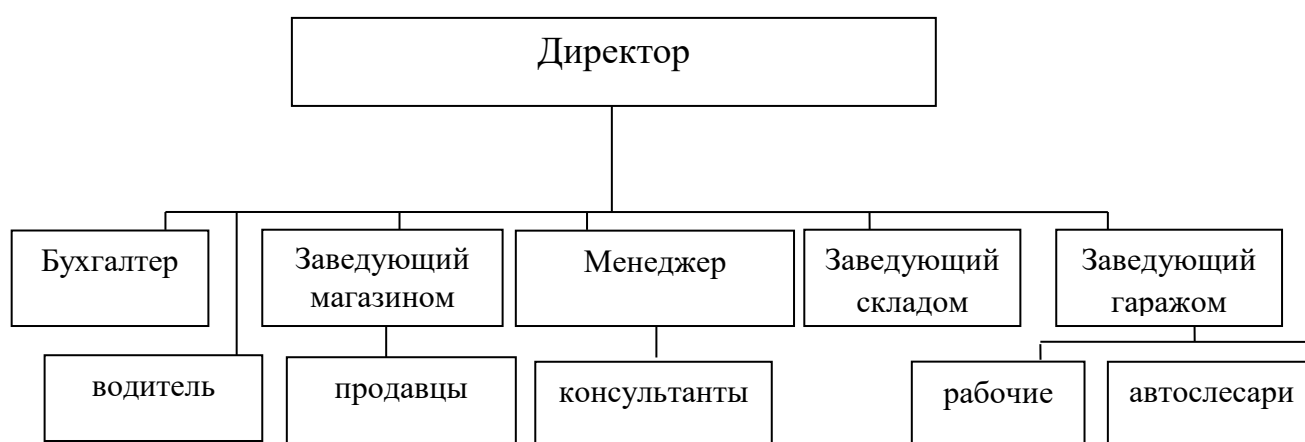 Директор
Бухгалтер
Заведующий
магазином
Менеджер
Заведующий
складом
Заведующий
гаражом
водитель
продавцы
консультанты
рабочие
автослесари